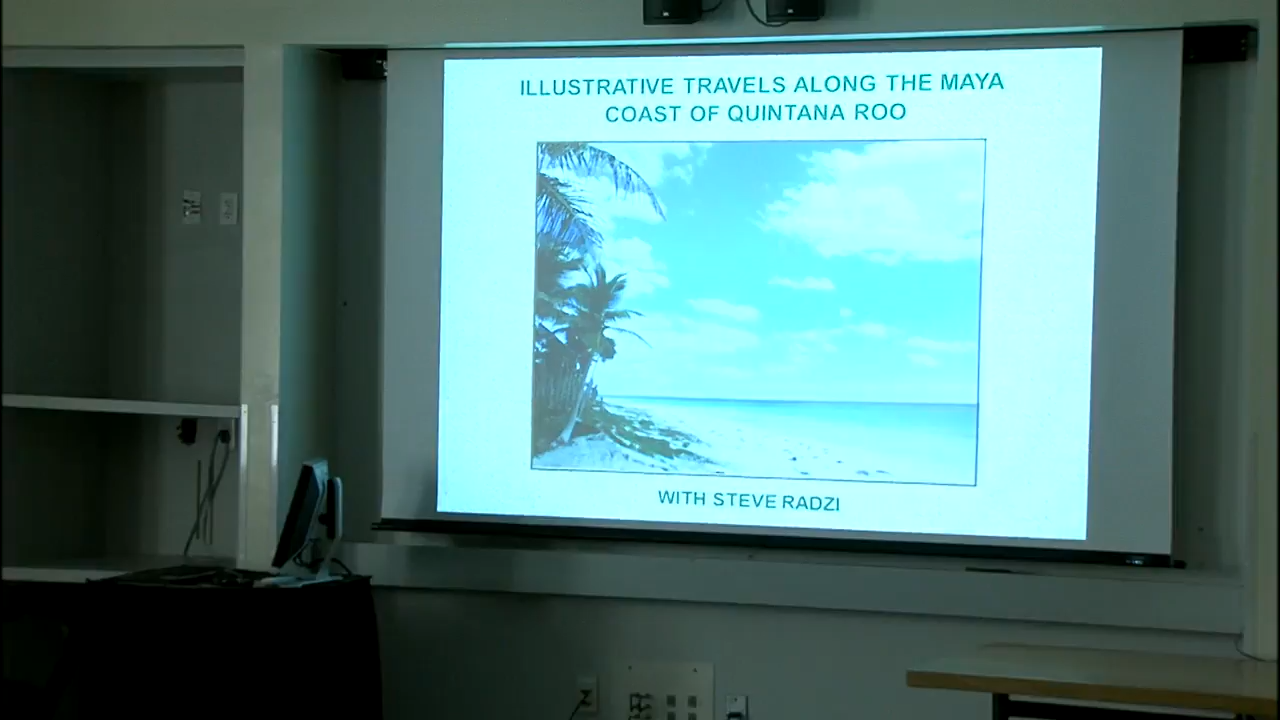 ILLUSTRATIVE TRAVELS ALONG THE MAYA
COAST OF QUINTANA ROO
WITH STEVE RADZI